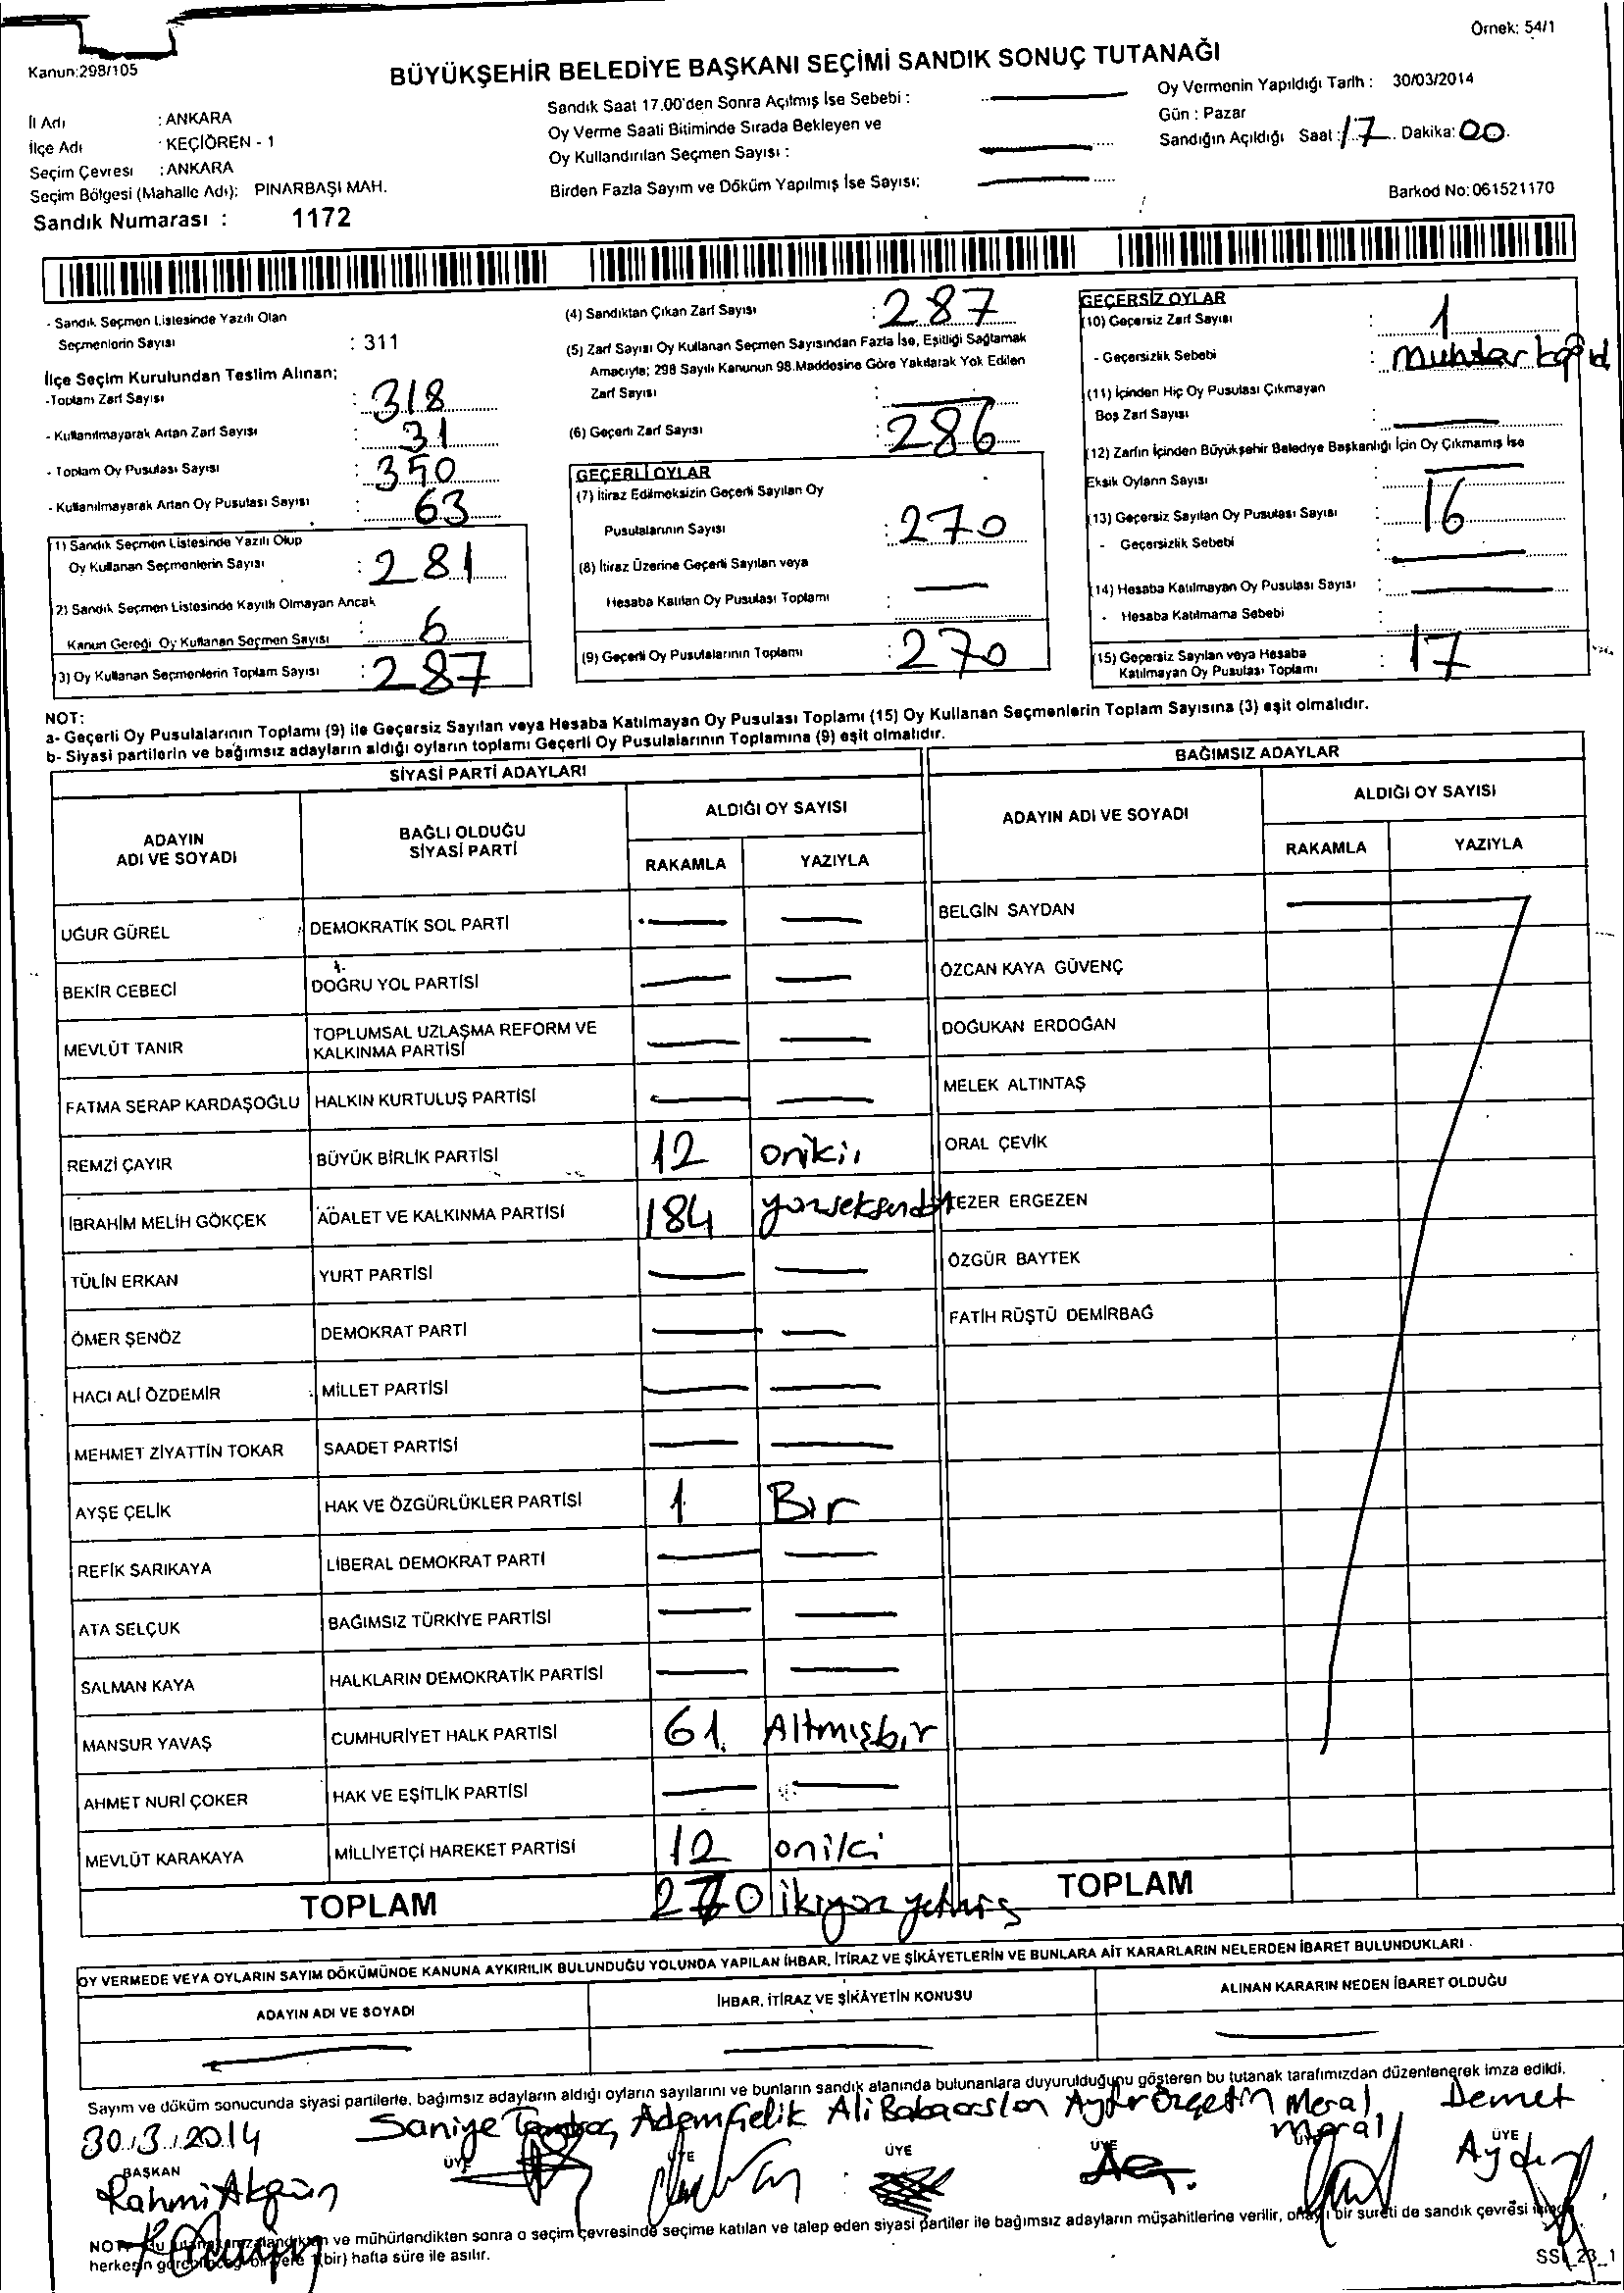 Örnek: 54/1
Kanun:298/105
BÜYÜKŞEHİR BELEDİYE BAŞKANI SEÇİMİ SANDIK SONUÇ TUTANAĞI
İl Adı : ANKARA
İlçe Adı : KEÇİÖREN - 1
Seçim Çevresi : ANKARA
Seçim Bölgesi (Mahalle Adı); PINARBAŞI MAH.
Sandık Numarası : 1172
Sandık Saat 17.00'den Sonra Açılmış İse Sebebi :
Oy Verme Saati Bitiminde Sırada Bekleyen ve
Oy Kullandırılan Seçmen Sayısı :
Birden Fazla Sayım ve Döküm Yapılmış İse Sayısı;
Oy Vermenin Yapıldığı Tarih : 30/03/2014
Gün : Pazar
Sandığın Açıldığı Saat : 17 Dakika: 00
Barkod No: 061521170
- Sandık Seçmen Listesinde Yazılı Olan
Seçmenlerin Sayısı : 311
İlçe Seçim Kurulundan Teslim Alınan;
-Toplam Zarf Sayısı : 318
- Kullanılmayarak Artan Zarf Sayısı : 31
- Toplam Oy Pusulası Sayısı : 350
- Kullanılmayarak Artan Oy Pusulası Sayısı : 63
(1) Sandık Seçmen Listesinde Yazılı Olup
Oy Kullanan Seçmenlerin Sayısı : 281
2) Sandık Seçmen Listesinde Kayıtlı Olmayan Ancak
Kanun Gereği Oy Kullanan Seçmen Sayısı : 6
(3) Oy Kullanan Seçmenlerin Toplam Sayısı : 287
(4) Sandıktan Çıkan Zarf Sayısı : 287
(5) Zarf Sayısı Oy Kullanan Seçmen Sayısından Fazla İse, Eşitliği Sağlamak
Amacıyla; 298 Sayılı Kanunun 98.Maddesine Göre Yakılarak Yok Edilen
Zarf Sayısı :
(6) Geçerli Zarf Sayısı : 286
GEÇERLİ OYLAR
(7) İtiraz Edilmeksizin Geçerli Sayılan Oy
Pusulalarının Sayısı : 270
(8) İtiraz Üzerine Geçerli Sayılan veya
Hesaba Katılan Oy Pusulası Toplamı :
(9) Geçerli Oy Pusulalarının Toplamı : 270
GEÇERSİZ OYLAR
(10) Geçersiz Zarf Sayısı : 1
- Geçersizlik Sebebi : muhtar
(11) İçinden Hiç Oy Pusulası Çıkmayan
Boş Zarf Sayısı :
(12) Zarfın İçinden Büyükşehir Belediye Başkanlığı İçin Oy Çıkmamış İse
Eksik Oyların Sayısı :
(13) Geçersiz Sayılan Oy Pusulası Sayısı : 16
- Geçersizlik Sebebi :
(14) Hesaba Katılmayan Oy Pusulası Sayısı :
- Hesaba Katılmama Sebebi :
(15) Geçersiz Sayılan veya Hesaba
Katılmayan Oy Pusulası Toplamı : 17
NOT:
a- Geçerli Oy Pusulalarının Toplamı (9) ile Geçersiz Sayılan veya Hesaba Katılmayan Oy Pusulası Toplamı (15) Oy Kullanan Seçmenlerin Toplam Sayısına (3) eşit olmalıdır.
b- Siyasi partilerin ve bağımsız adayların aldığı oyların toplamı Geçerli Oy Pusulalarının Toplamına (9) eşit olmalıdır.
SİYASİ PARTİ ADAYLARI
ADAYIN
ADI VE SOYADI
BAĞLI OLDUĞU
SİYASİ PARTİ
ALDIĞI OY SAYISI
RAKAMLA YAZIYLA
UĞUR GÜREL DEMOKRATİK SOL PARTİ
BEKİR CEBECİ DOĞRU YOL PARTİSİ
MEVLÜT TANIR TOPLUMSAL UZLAŞMA REFORM VE
KALKINMA PARTİSİ
FATMA SERAP KARDAŞOĞLU HALKIN KURTULUŞ PARTİSİ
REMZİ ÇAYIR BÜYÜK BİRLİK PARTİSİ 12 oniki
İBRAHİM MELİH GÖKÇEK ADALET VE KALKINMA PARTİSİ 184
TÜLİN ERKAN YURT PARTİSİ
ÖMER ŞENÖZ DEMOKRAT PARTİ
HACI ALİ ÖZDEMİR MİLLET PARTİSİ
MEHMET ZİYATTİN TOKAR SAADET PARTİSİ
AYŞE ÇELİK HAK VE ÖZGÜRLÜKLER PARTİSİ 1 Bir
REFİK SARIKAYA LİBERAL DEMOKRAT PARTİ
ATA SELÇUK BAĞIMSIZ TÜRKİYE PARTİSİ
SALMAN KAYA HALKLARIN DEMOKRATİK PARTİSİ
MANSUR YAVAŞ CUMHURİYET HALK PARTİSİ 61. Altmışbir
AHMET NURİ ÇOKER HAK VE EŞİTLİK PARTİSİ
MEVLÜT KARAKAYA MİLLİYETÇİ HAREKET PARTİSİ 12 oniki
TOPLAM 270 ikiyüz yetmiş
BAĞIMSIZ ADAYLAR
ADAYIN ADI VE SOYADI
ALDIĞI OY SAYISI
RAKAMLA YAZIYLA
BELGİN SAYDAN
ÖZCAN KAYA GÜVENÇ
DOĞUKAN ERDOĞAN
MELEK ALTINTAŞ
ORAL ÇEVİK
TEZER ERGEZEN
ÖZGÜR BAYTEK
FATİH RÜŞTÜ DEMİRBAĞ
TOPLAM
OY VERMEDE VEYA OYLARIN SAYIM DÖKÜMÜNDE KANUNA AYKIRILIK BULUNDUĞU YOLUNDA YAPILAN İHBAR, İTİRAZ VE ŞİKÂYETLERİN VE BUNLARA AİT KARARLARIN NELERDEN İBARET BULUNDUKLARI
ADAYIN ADI VE SOYADI
İHBAR, İTİRAZ VE ŞİKÂYETİN KONUSU
ALINAN KARARIN NEDEN İBARET OLDUĞU
Sayım ve döküm sonucunda siyasi partilerle, bağımsız adayların aldığı oyların sayılarını ve bunların sandık alanında bulunanlara duyurulduğunu gösteren bu tutanak tarafımızdan düzenlenerek imza edildi.
30.3.2014 Saniye Adem Çelik Ali Babaarslan Özçetin Meral Demet
BAŞKAN ÜYE ÜYE ÜYE ÜYE ÜYE
Rahmi Akgün Aydın
NOT: ve mühürlendikten sonra o seçim çevresinde seçime katılan ve talep eden siyasi partiler ile bağımsız adayların müşahitlerine verilir, onaylı bir sureti de sandık çevresi
herkesin bir yere 1(bir) hafta süre ile asılır.